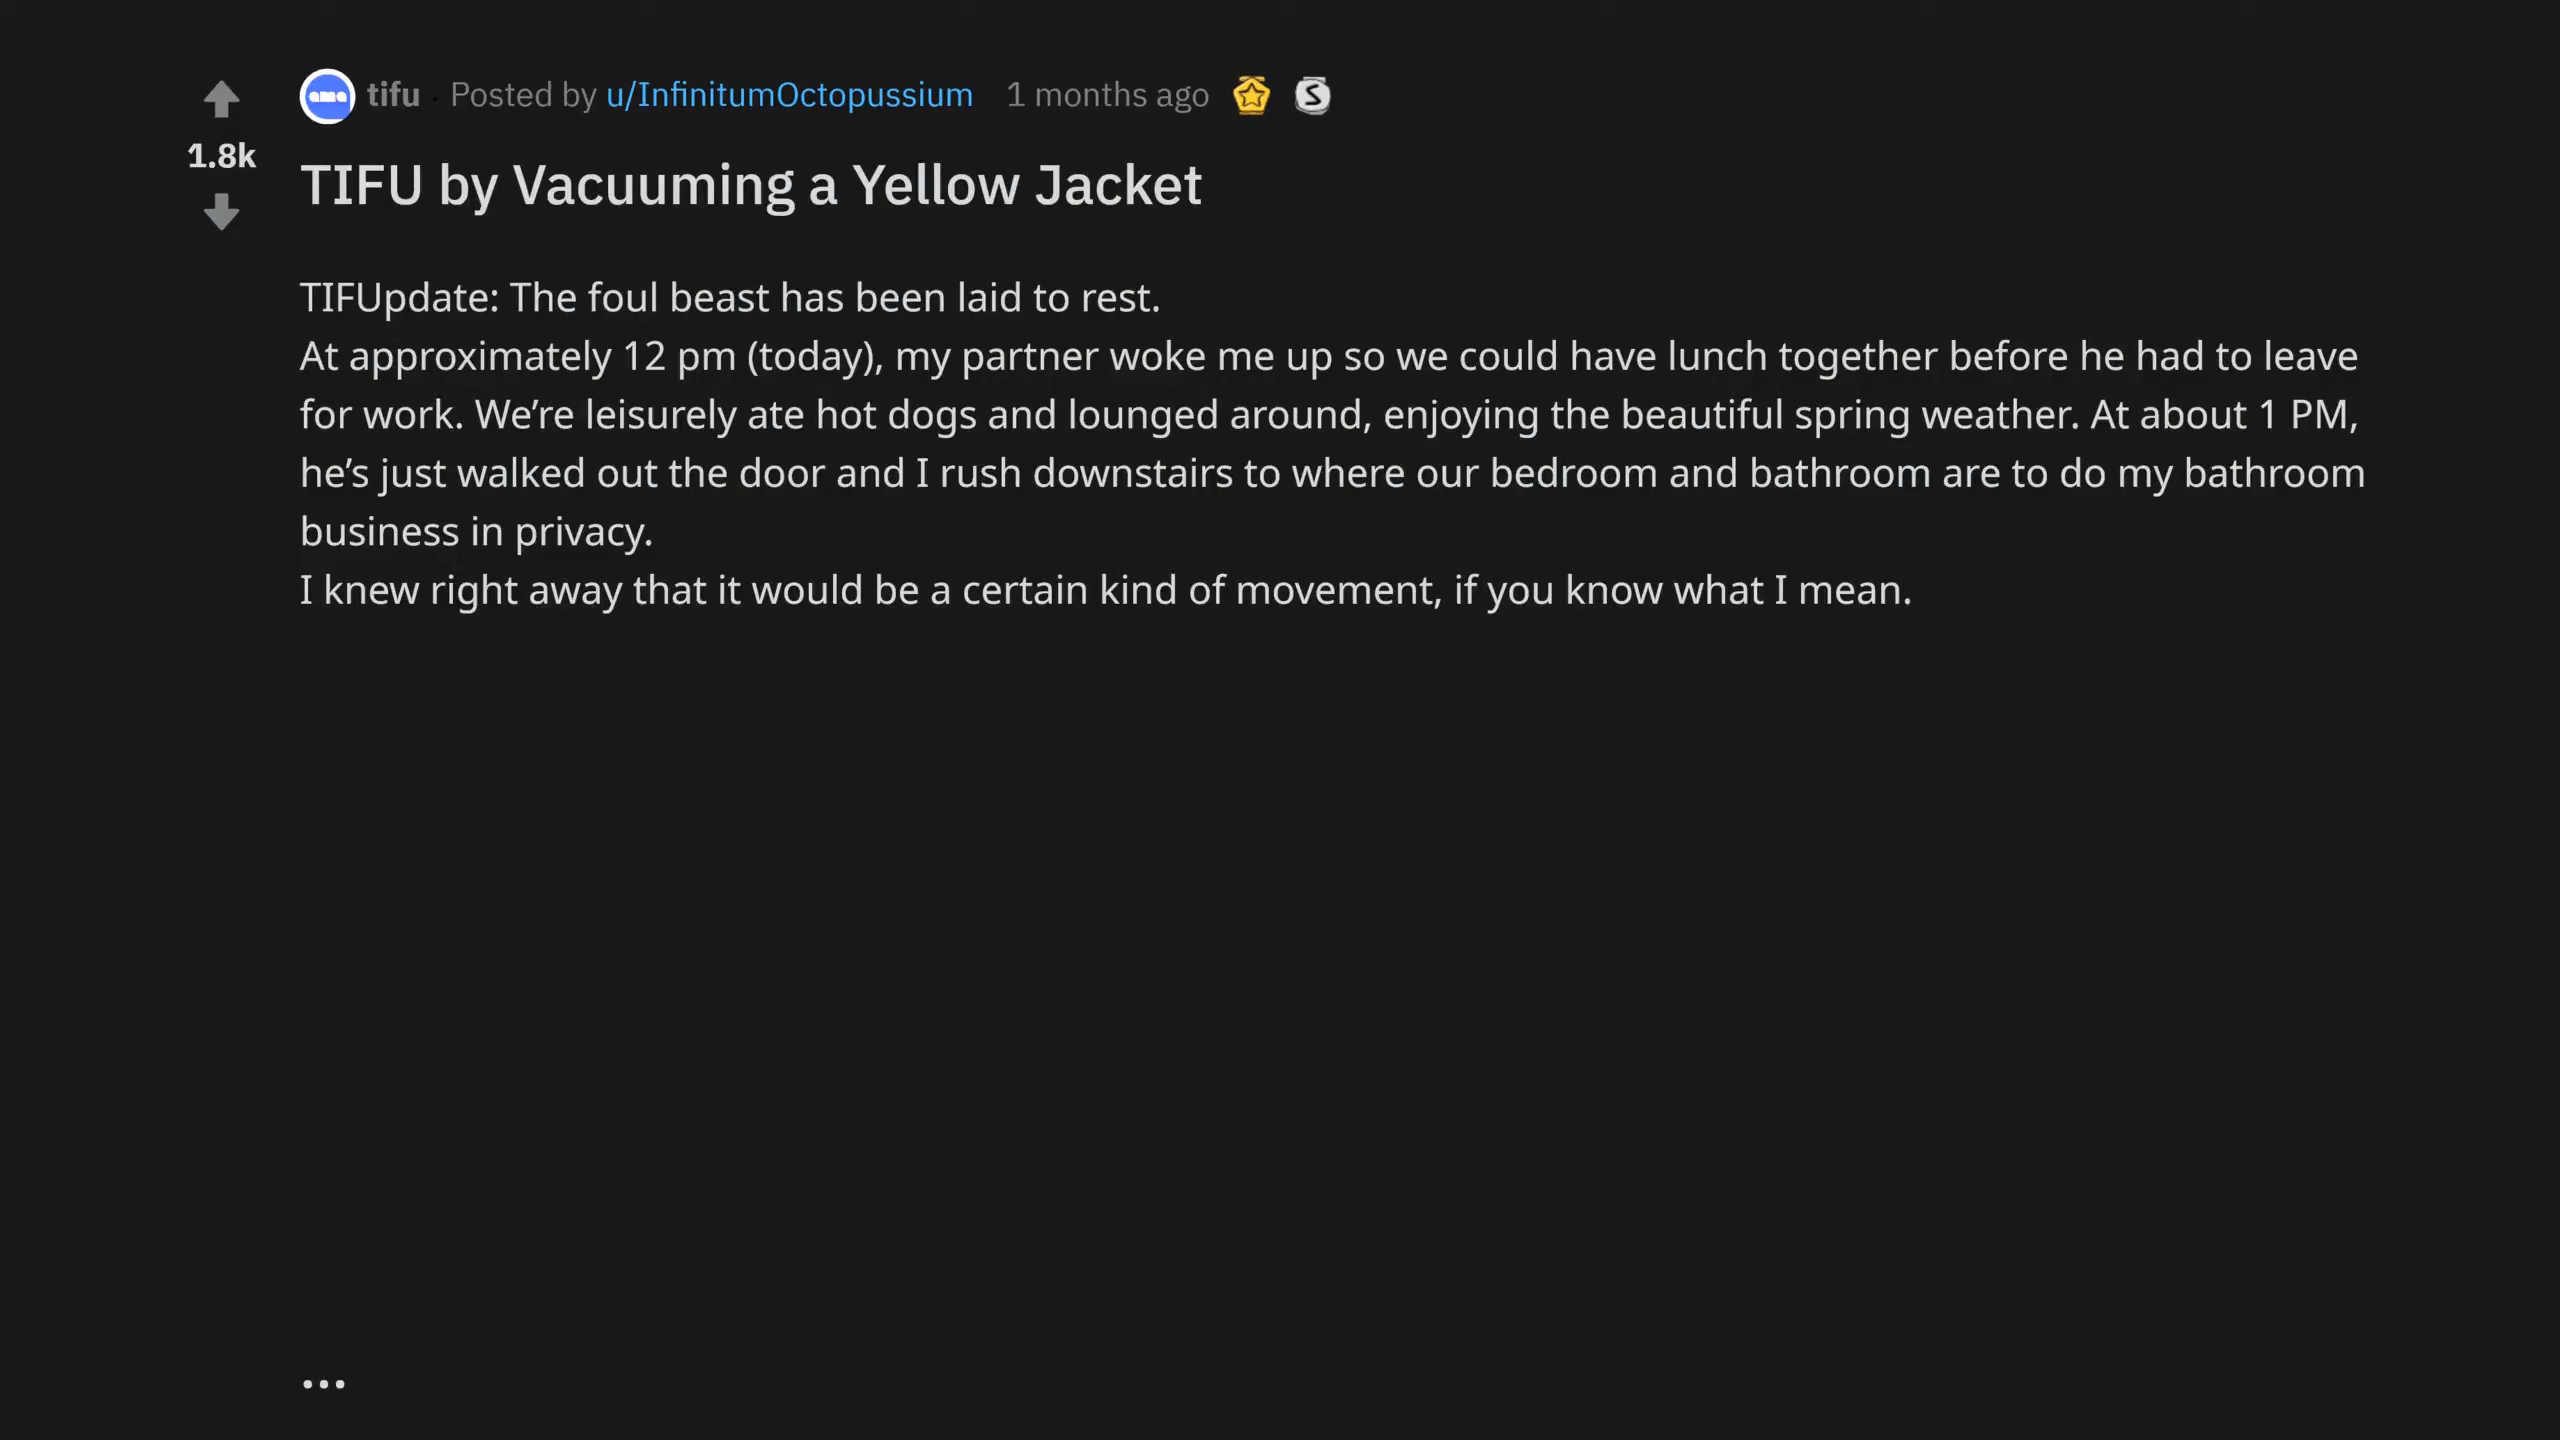 ama tifu · Posted by u/InfinitumOctopussium 1 months ago
1.8k
TIFU by Vacuuming a Yellow Jacket
TIFUpdate: The foul beast has been laid to rest.
At approximately 12 pm (today), my partner woke me up so we could have lunch together before he had to leave
for work. We’re leisurely ate hot dogs and lounged around, enjoying the beautiful spring weather. At about 1 PM,
he’s just walked out the door and I rush downstairs to where our bedroom and bathroom are to do my bathroom
business in privacy.
I knew right away that it would be a certain kind of movement, if you know what I mean.
...